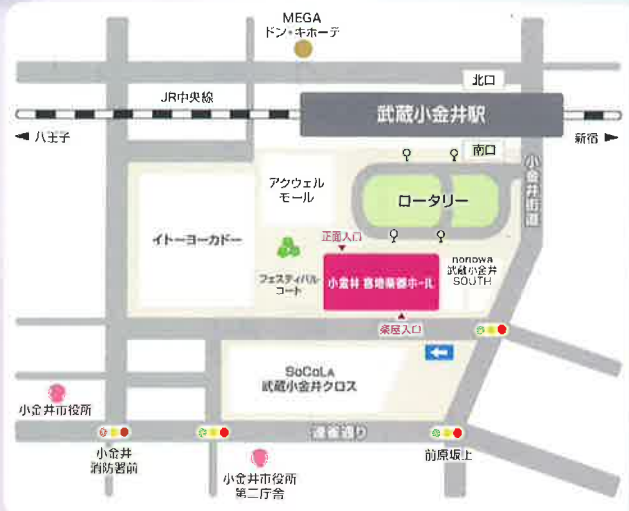 MEGA
ドン・キホーテ
北口
JR中央線
武蔵小金井駅
八王子
新宿
南口
小金井街道
アクウェル
モール
ロータリー
イトーヨーカドー
正面入口
フェスティバル
コート
小金井 宮地楽器ホール
nonowa
武蔵小金井
SOUTH
楽屋入口
SoCoLA
武蔵小金井クロス
小金井市役所
連雀通り
小金井
消防署前
前原坂上
小金井市役所
第二庁舎